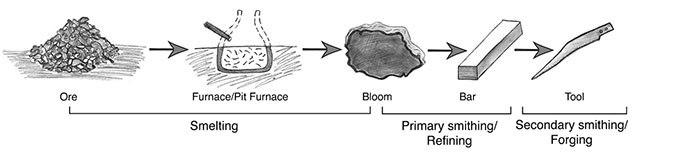 Ore
Furnace/Pit Furnace
Bloom
Bar
Tool
Smelting
Primary smithing/
Refining
Secondary smithing/
Forging